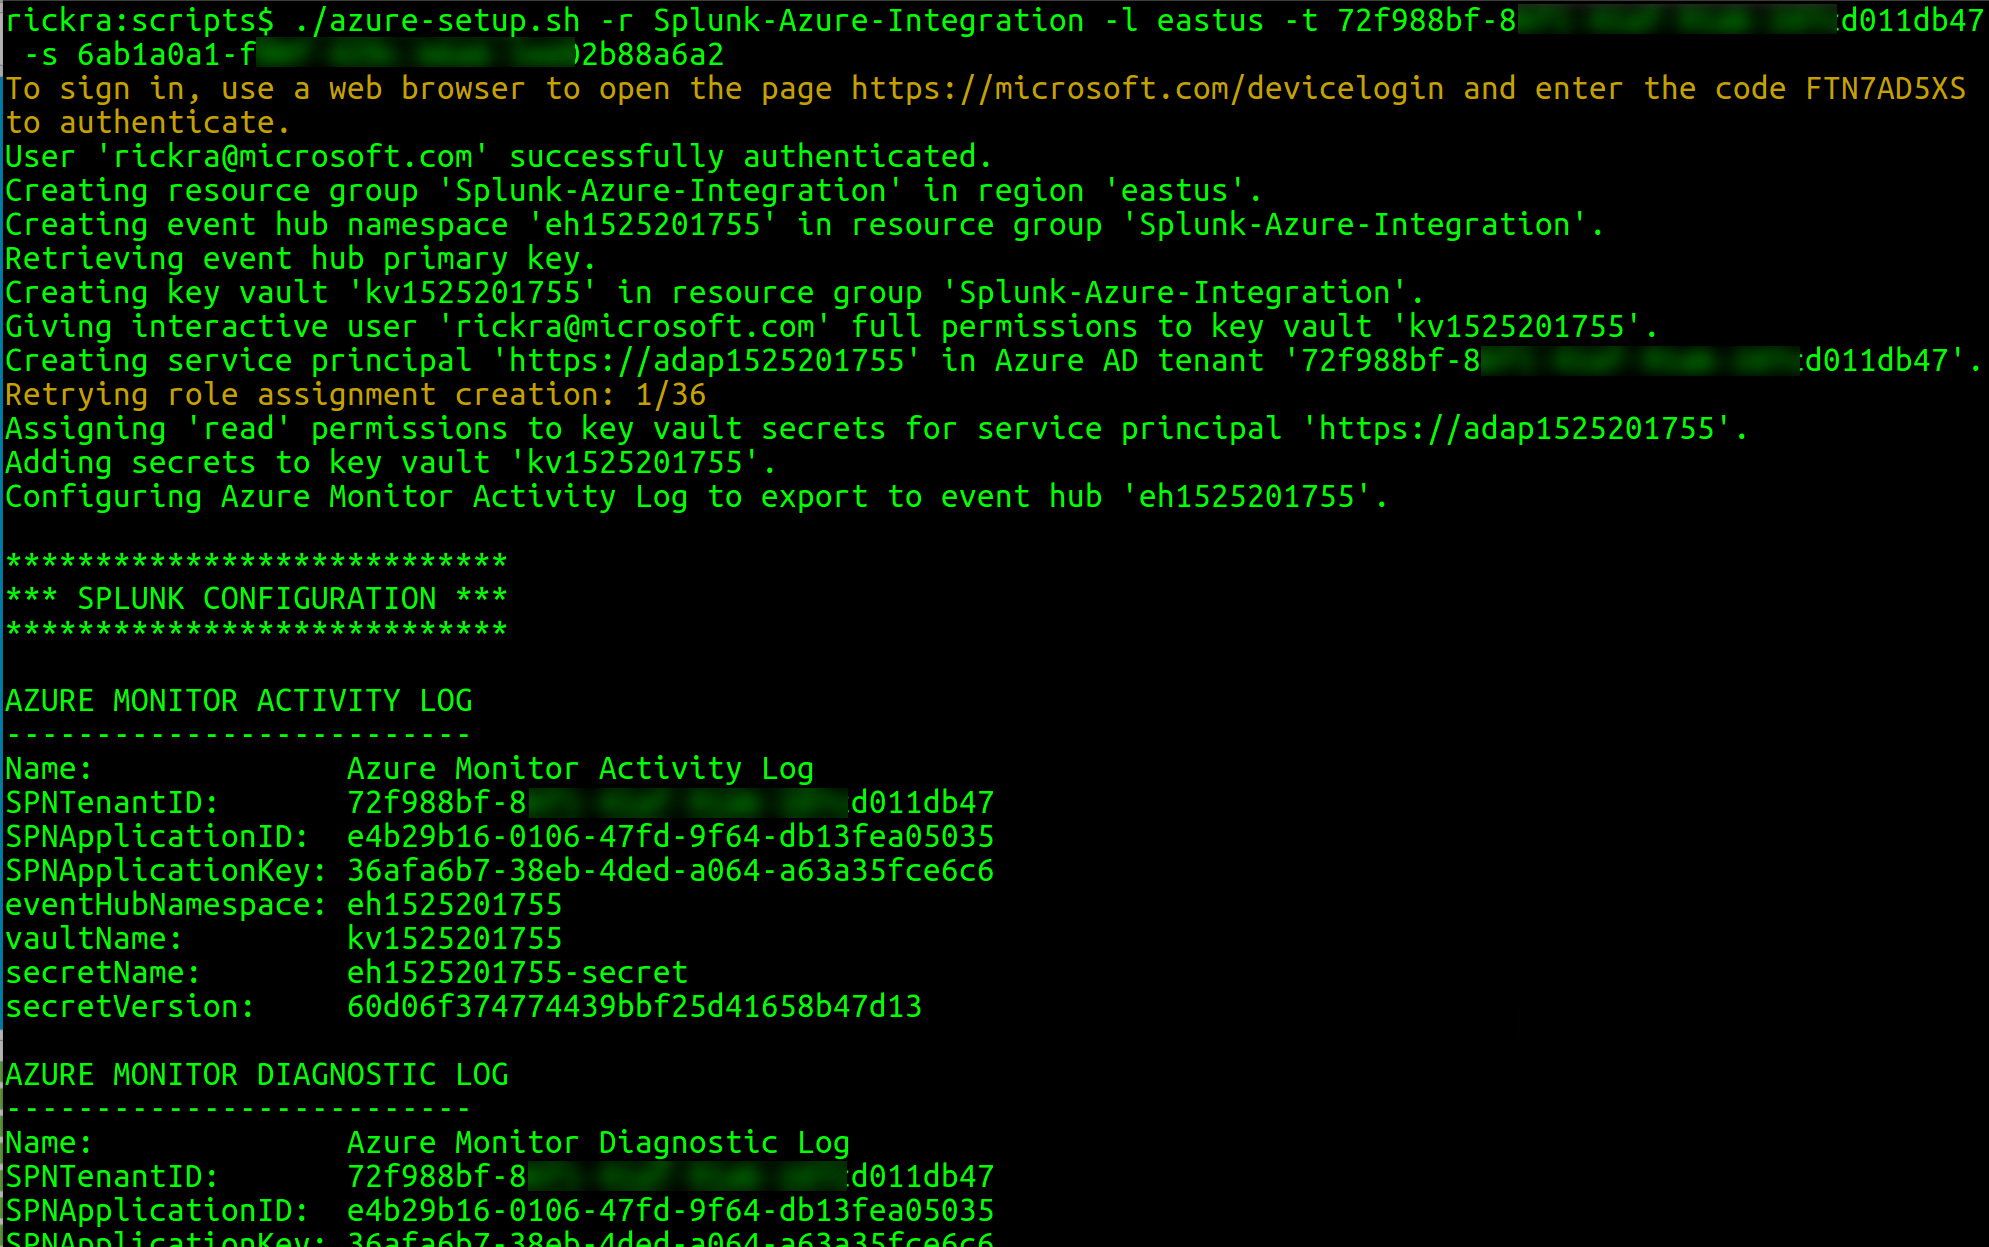 rickra:scripts$ ./azure-setup.sh -r Splunk-Azure-Integration -l eastus -t 72f988bf-8 d011db47
-s 6ab1a0a1-f 02b88a6a2
To sign in, use a web browser to open the page https://microsoft.com/devicelogin and enter the code FTN7AD5XS
to authenticate.
User 'rickra@microsoft.com' successfully authenticated.
Creating resource group 'Splunk-Azure-Integration' in region 'eastus'.
Creating event hub namespace 'eh1525201755' in resource group 'Splunk-Azure-Integration'.
Retrieving event hub primary key.
Creating key vault 'kv1525201755' in resource group 'Splunk-Azure-Integration'.
Giving interactive user 'rickra@microsoft.com' full permissions to key vault 'kv1525201755'.
Creating service principal 'https://adap1525201755' in Azure AD tenant '72f988bf-8 d011db47'.
Retrying role assignment creation: 1/36
Assigning 'read' permissions to key vault secrets for service principal 'https://adap1525201755'.
Adding secrets to key vault 'kv1525201755'.
Configuring Azure Monitor Activity Log to export to event hub 'eh1525201755'.
****************************
*** SPLUNK CONFIGURATION ***
****************************
AZURE MONITOR ACTIVITY LOG
--------------------------
Name: Azure Monitor Activity Log
SPNTenantID: 72f988bf-8 d011db47
SPNApplicationID: e4b29b16-0106-47fd-9f64-db13fea05035
SPNApplicationKey: 36afa6b7-38eb-4ded-a064-a63a35fce6c6
eventHubNamespace: eh1525201755
vaultName: kv1525201755
secretName: eh1525201755-secret
secretVersion: 60d06f374774439bbf25d41658b47d13
AZURE MONITOR DIAGNOSTIC LOG
--------------------------
Name: Azure Monitor Diagnostic Log
SPNTenantID: 72f988bf-8 d011db47
SPNApplicationID: e4b29b16-0106-47fd-9f64-db13fea05035
SPNApplicationKey: 36afa6b7-38eb-4ded-a064-a63a35fce6c6